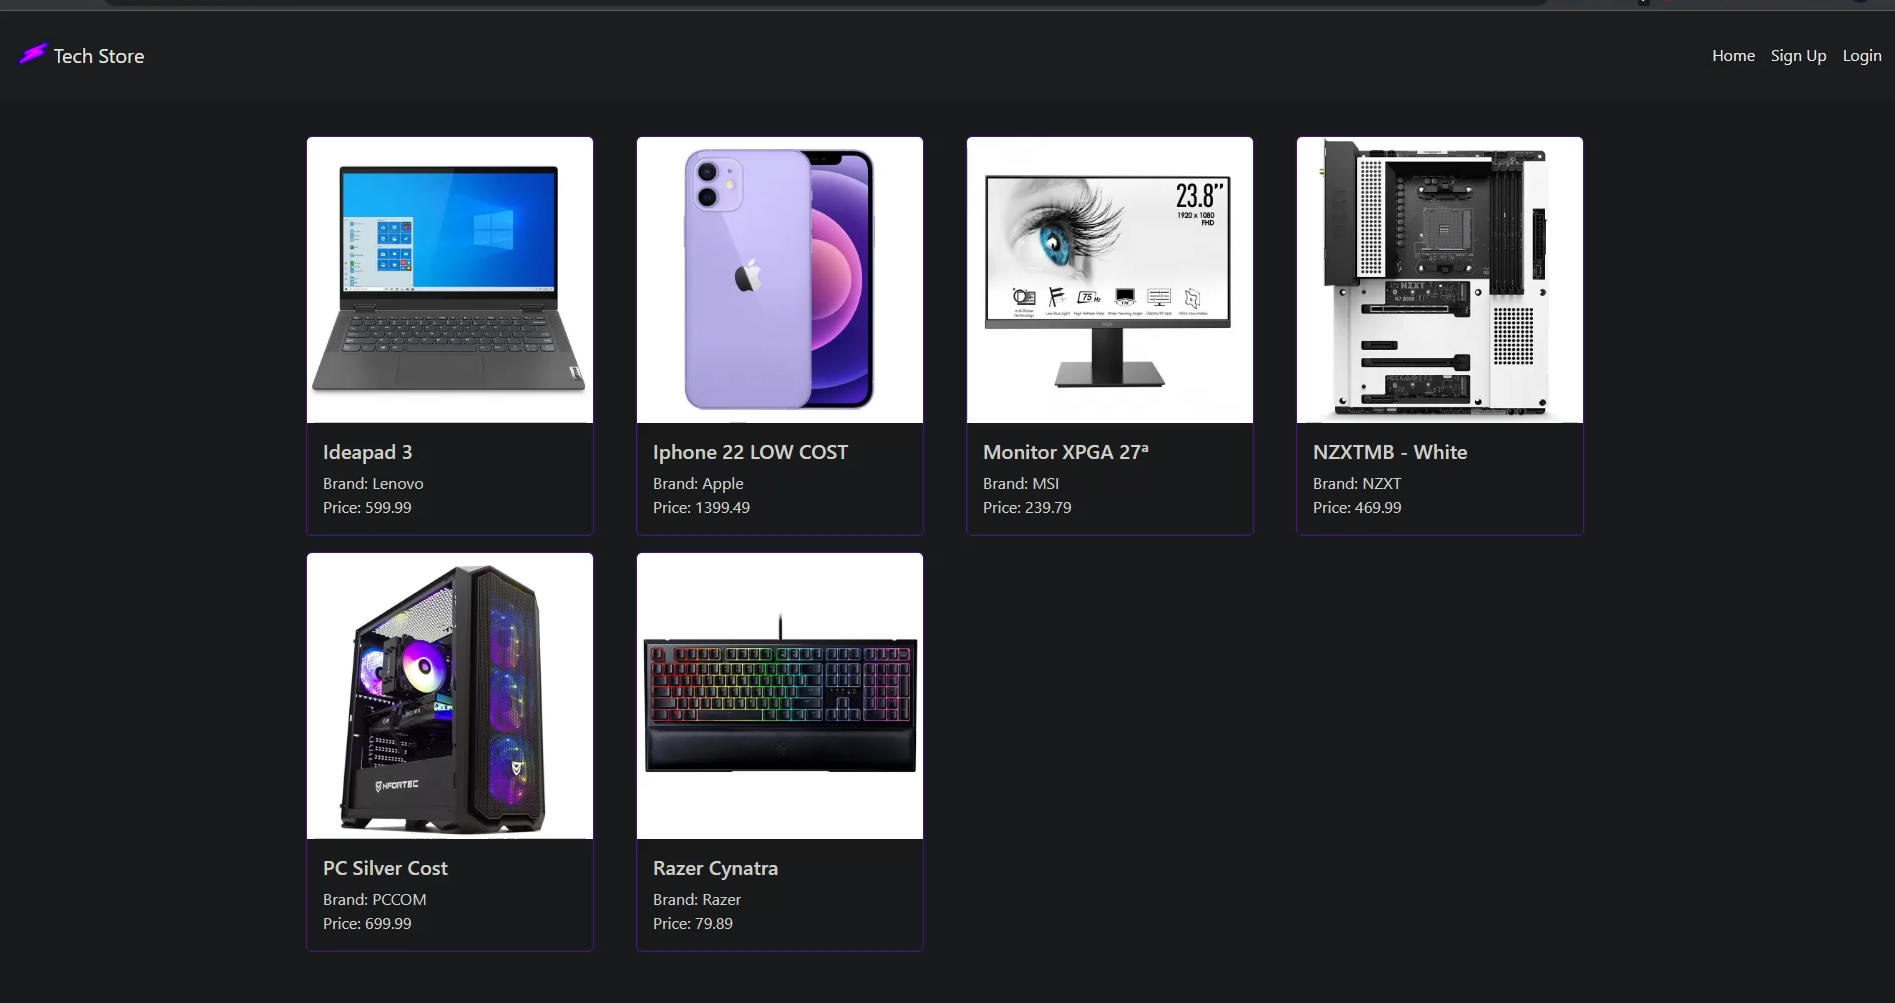 Tech Store
Home Sign Up Login
23.8”
1920 x 1080
FHD
75 Hz
NZXT
Ideapad 3
Brand: Lenovo
Price: 599.99
Iphone 22 LOW COST
Brand: Apple
Price: 1399.49
Monitor XPGA 27ª
Brand: MSI
Price: 239.79
NZXTMB - White
Brand: NZXT
Price: 469.99
NFORTEC
PC Silver Cost
Brand: PCCOM
Price: 699.99
Razer Cynatra
Brand: Razer
Price: 79.89